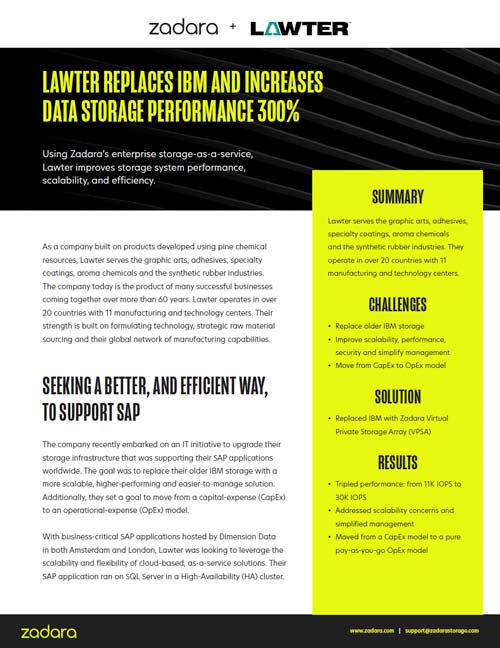 zadara + LAWTER
LAWTER REPLACES IBM AND INCREASES
DATA STORAGE PERFORMANCE 300%
Using Zadara's enterprise storage-as-a-service,
Lawter improves storage system performance,
scalability, and efficiency.
As a company built on products developed using pine chemical
resources, Lawter serves the graphic arts, adhesives, specialty
coatings, aroma chemicals and the synthetic rubber industries.
The company today is the product of many successful businesses
coming together over more than 60 years. Lawter operates in over
20 countries with 11 manufacturing and technology centers. Their
strength is built on formulating technology, strategic raw material
sourcing and their global network of manufacturing capabilities.
SEEKING A BETTER, AND EFFICIENT WAY,
TO SUPPORT SAP
The company recently embarked on an IT initiative to upgrade their
storage infrastructure that was supporting their SAP applications
worldwide. The goal was to replace their older IBM storage with a
more scalable, higher-performing and easier-to-manage solution.
Additionally, they set a goal to move from a capital-expense (CapEx)
to an operational-expense (OpEx) model.
With business-critical SAP applications hosted by Dimension Data
in both Amsterdam and London, Lawter was looking to leverage the
scalability and flexibility of cloud-based, as-a-service solutions. Their
SAP application ran on SQL Server in a High-Availability (HA) cluster.
SUMMARY
Lawter serves the graphic arts, adhesives,
specialty coatings, aroma chemicals
and the synthetic rubber industries. They
operate in over 20 countries with 11
manufacturing and technology centers.
CHALLENGES
• Replace older IBM storage
• Improve scalability, performance,
security and simplify management
• Move from CapEx to OpEx model
SOLUTION
• Replaced IBM with Zadara Virtual
Private Storage Array (VPSA)
RESULTS
• Tripled performance: from 11K IOPS to
30K IOPS
• Addressed scalability concerns and
simplified management
• Moved from a CapEx model to a pure
pay-as-you-go OpEx model
zadara
www.zadara.com | support@zadarastorage.com